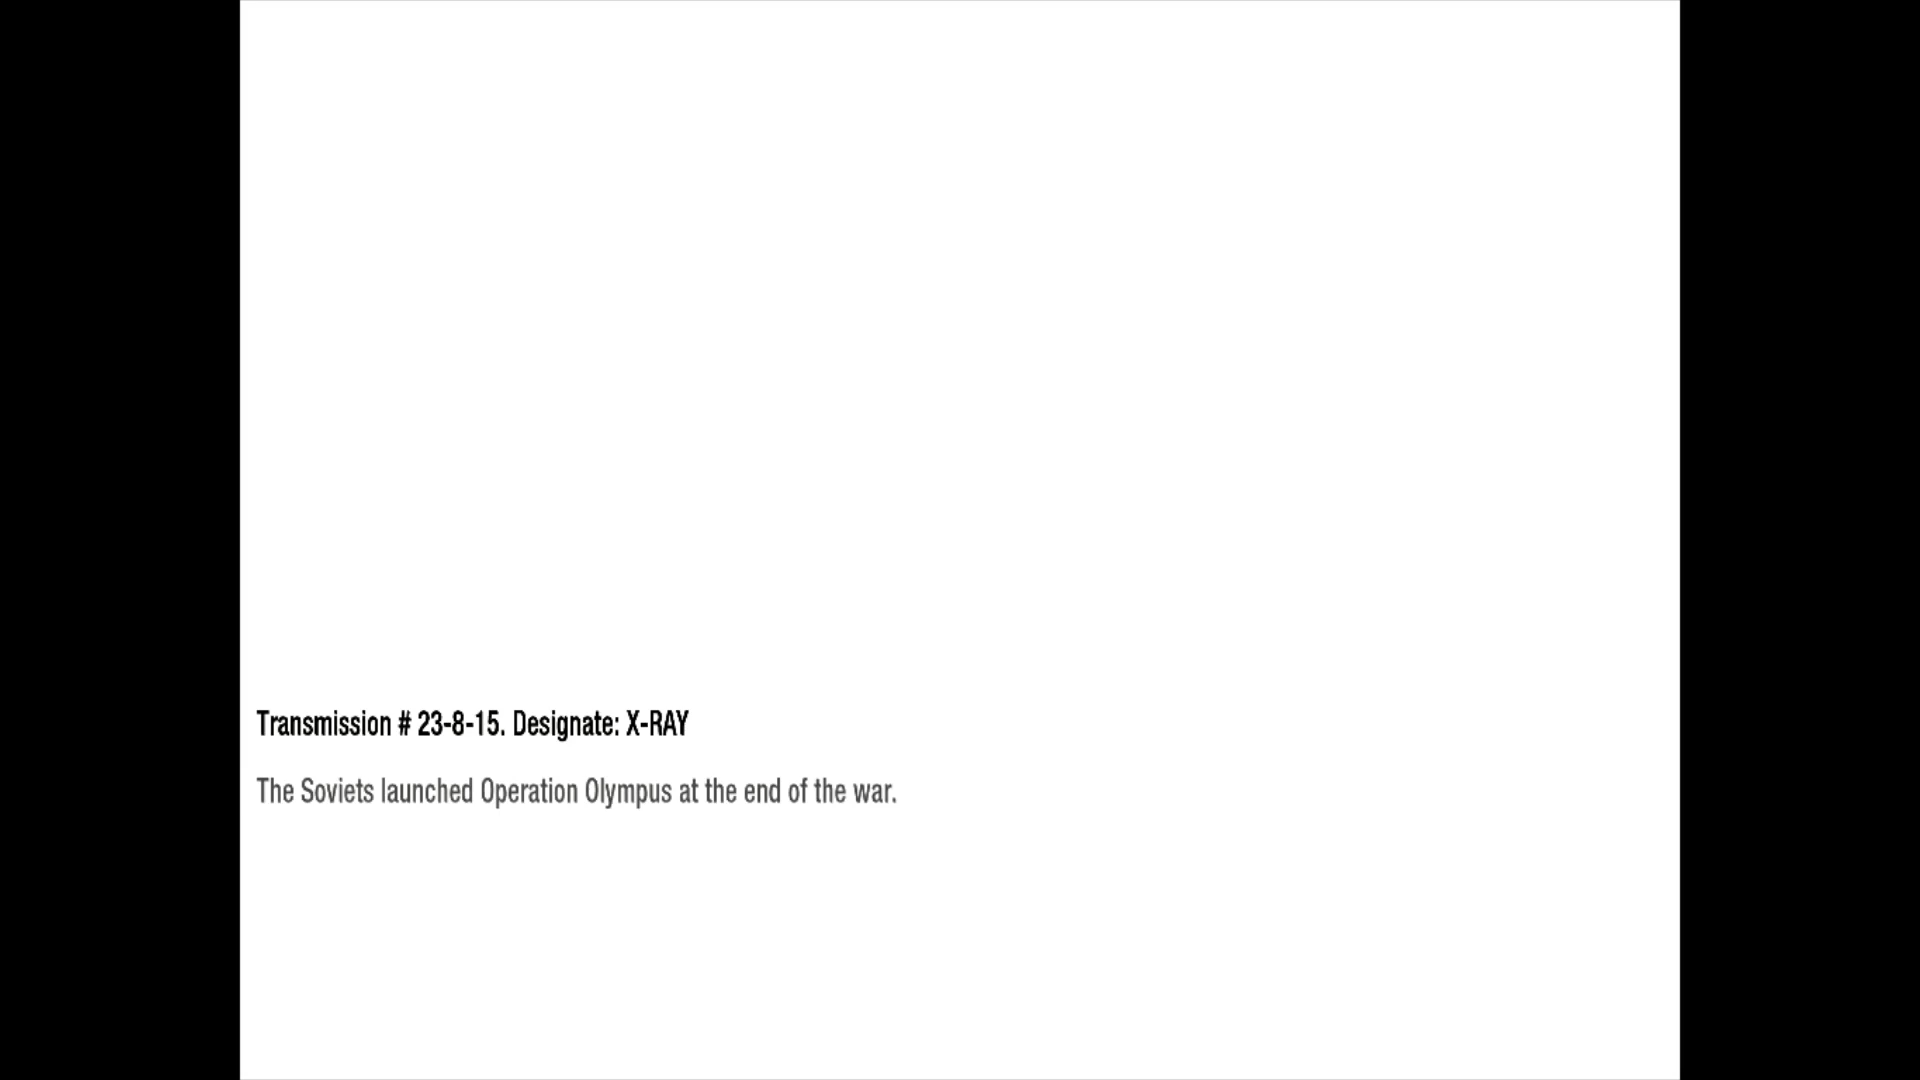 Transmission # 23-8-15. Designate: X-RAY
The Soviets launched Operation Olympus at the end of the war.